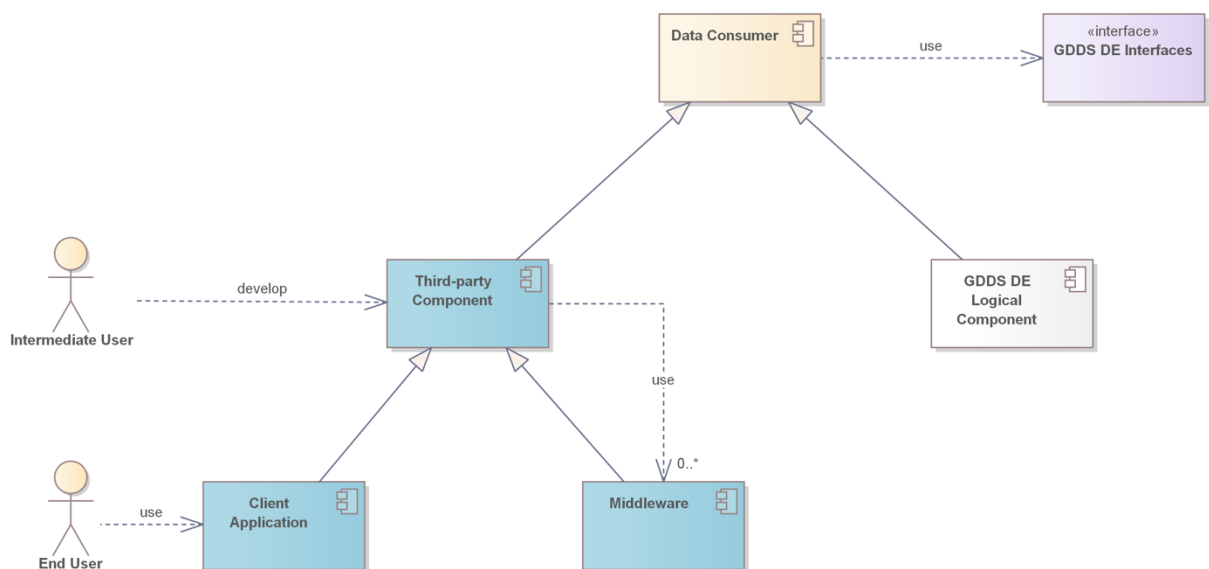 Data Consumer
use
«interface»
GDDS DE Interfaces
Intermediate User
develop
Third-party
Component
GDDS DE
Logical
Component
use
0..*
End User
use
Client
Application
Middleware